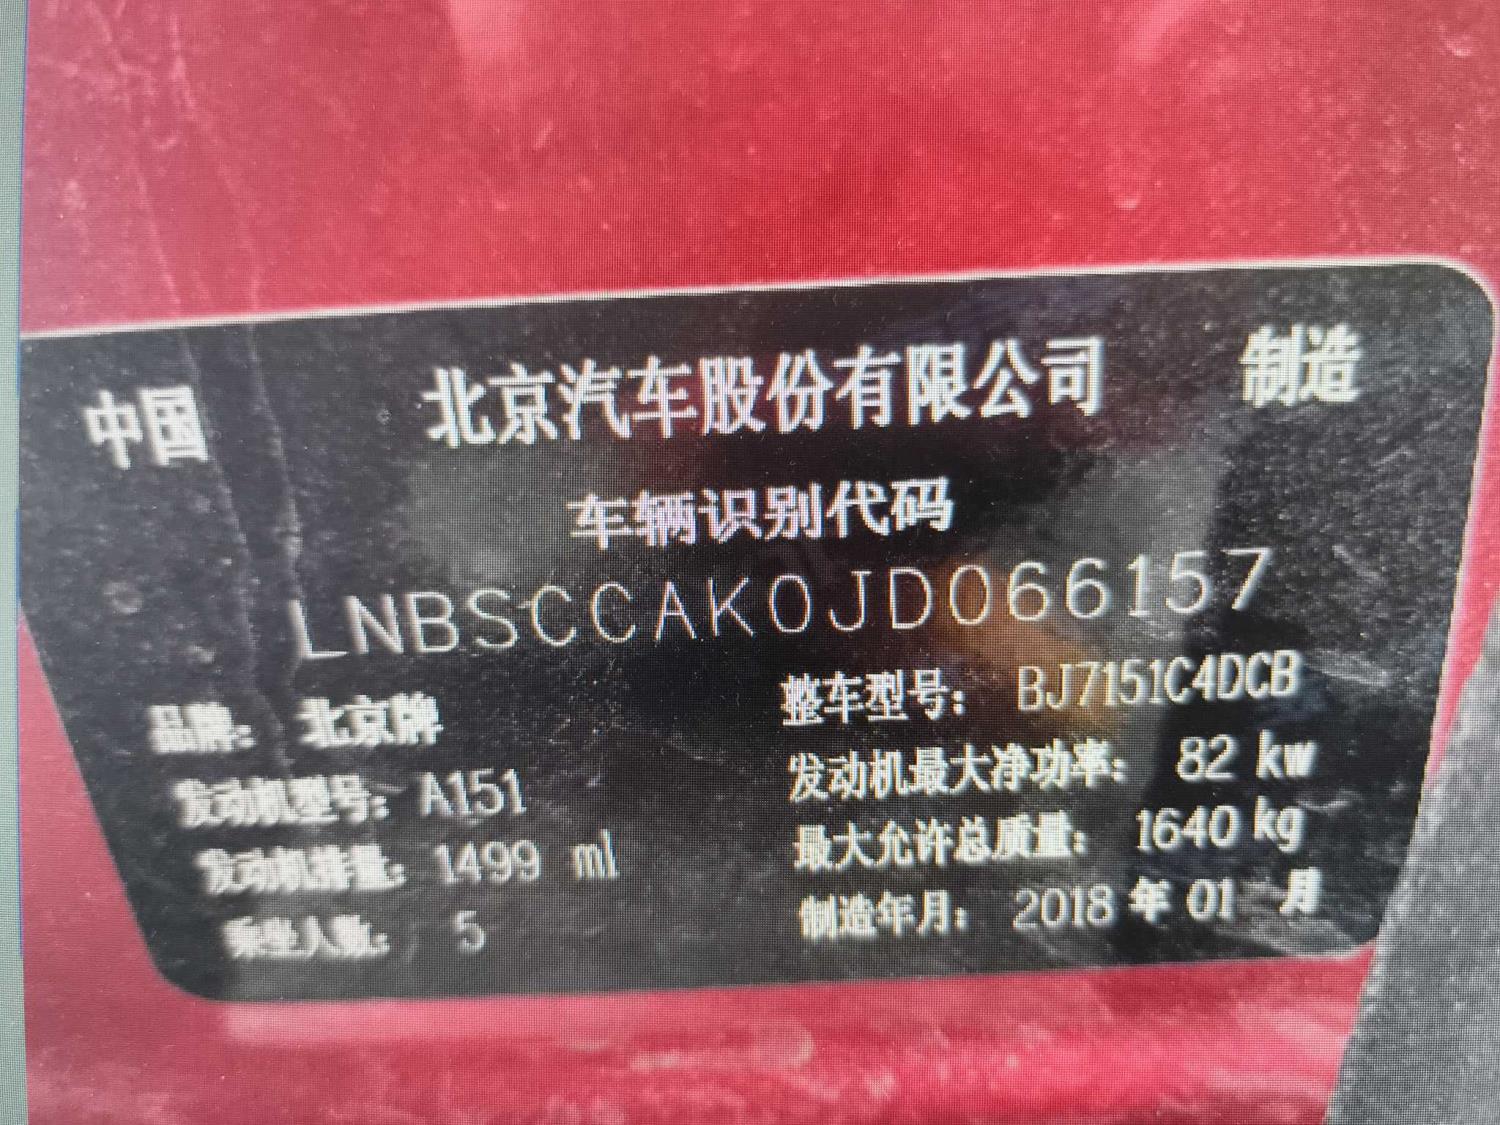 中国 北京汽车股份有限公司 制造
车辆识别代码
LNBSCCAK0JD066157
品牌: 北京牌 整车型号: BJ7151C4DCB
发动机型号: A151 发动机最大净功率: 82 kw
发动机排量: 1499 ml 最大允许总质量: 1640 kg
乘坐人数: 5 制造年月: 2018 年 01 月